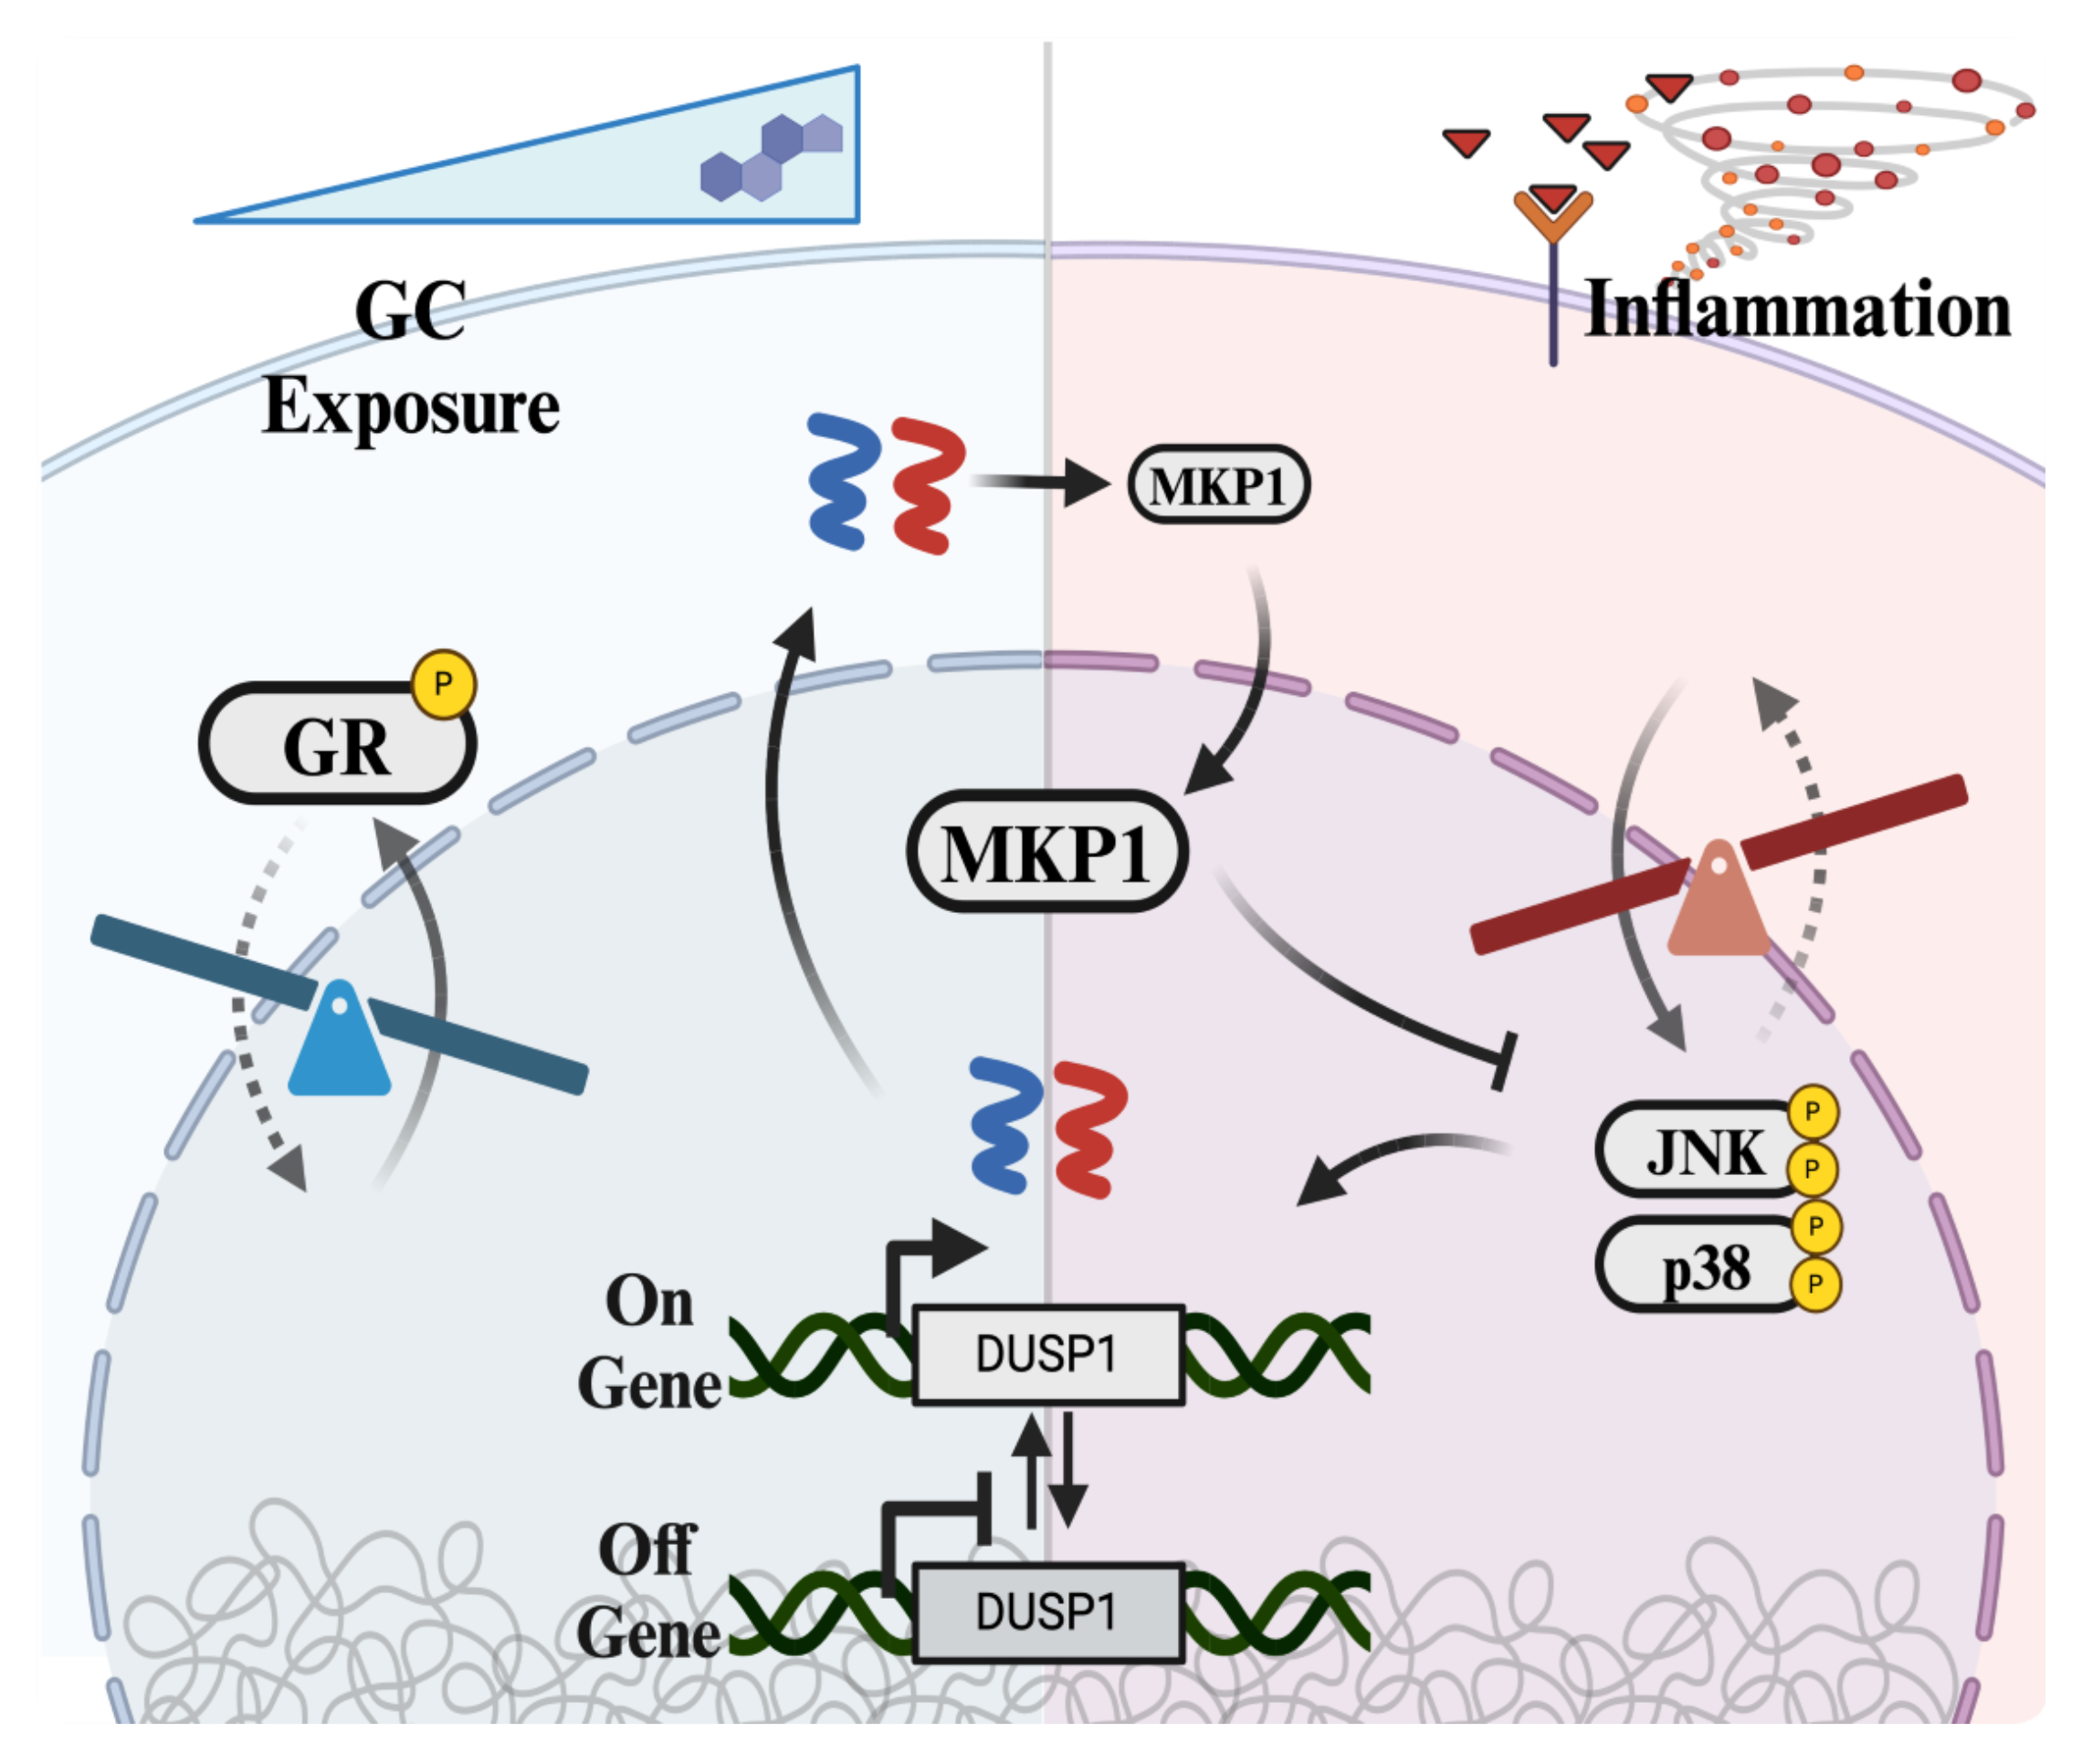 GC
Exposure
Inflammation
MKP1
P
GR
MKP1
P
JNK
P
P
p38
P
On
Gene
DUSP1
Off
Gene
DUSP1